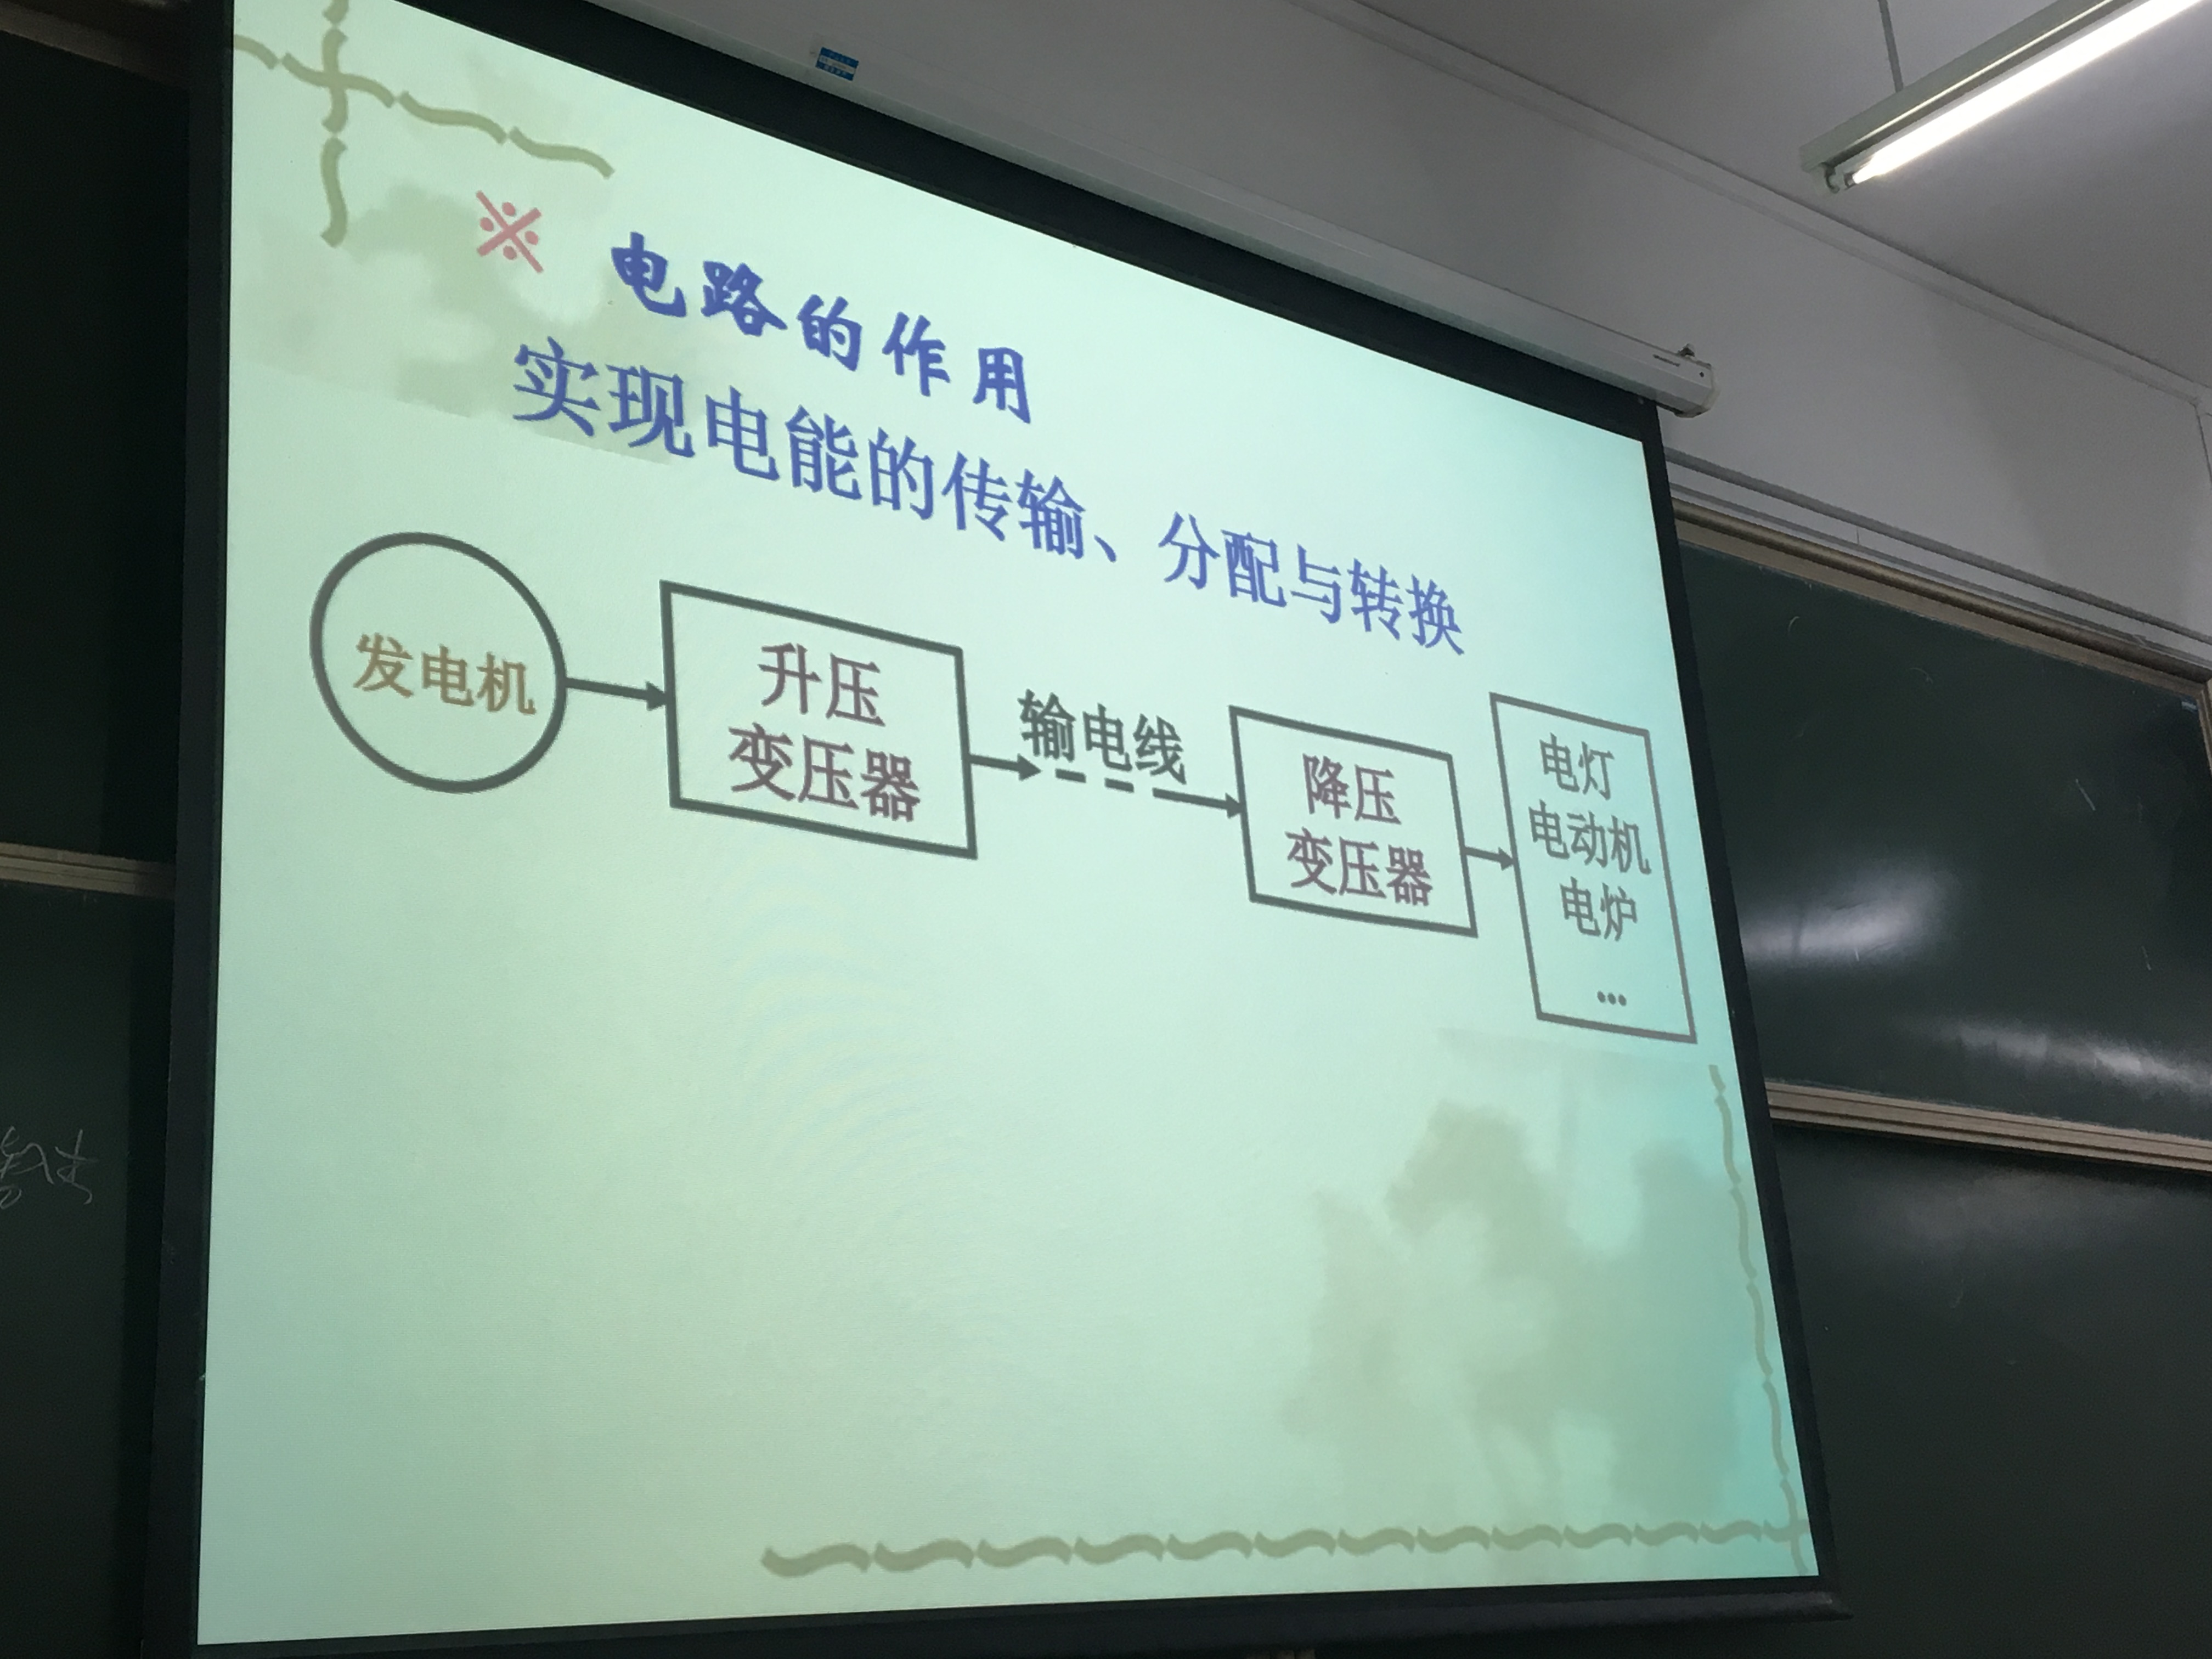 ※ 电路的作用
实现电能的传输、分配与转换
发电机
升压
变压器
输电线
降压
变压器
电灯
电动机
电炉
…